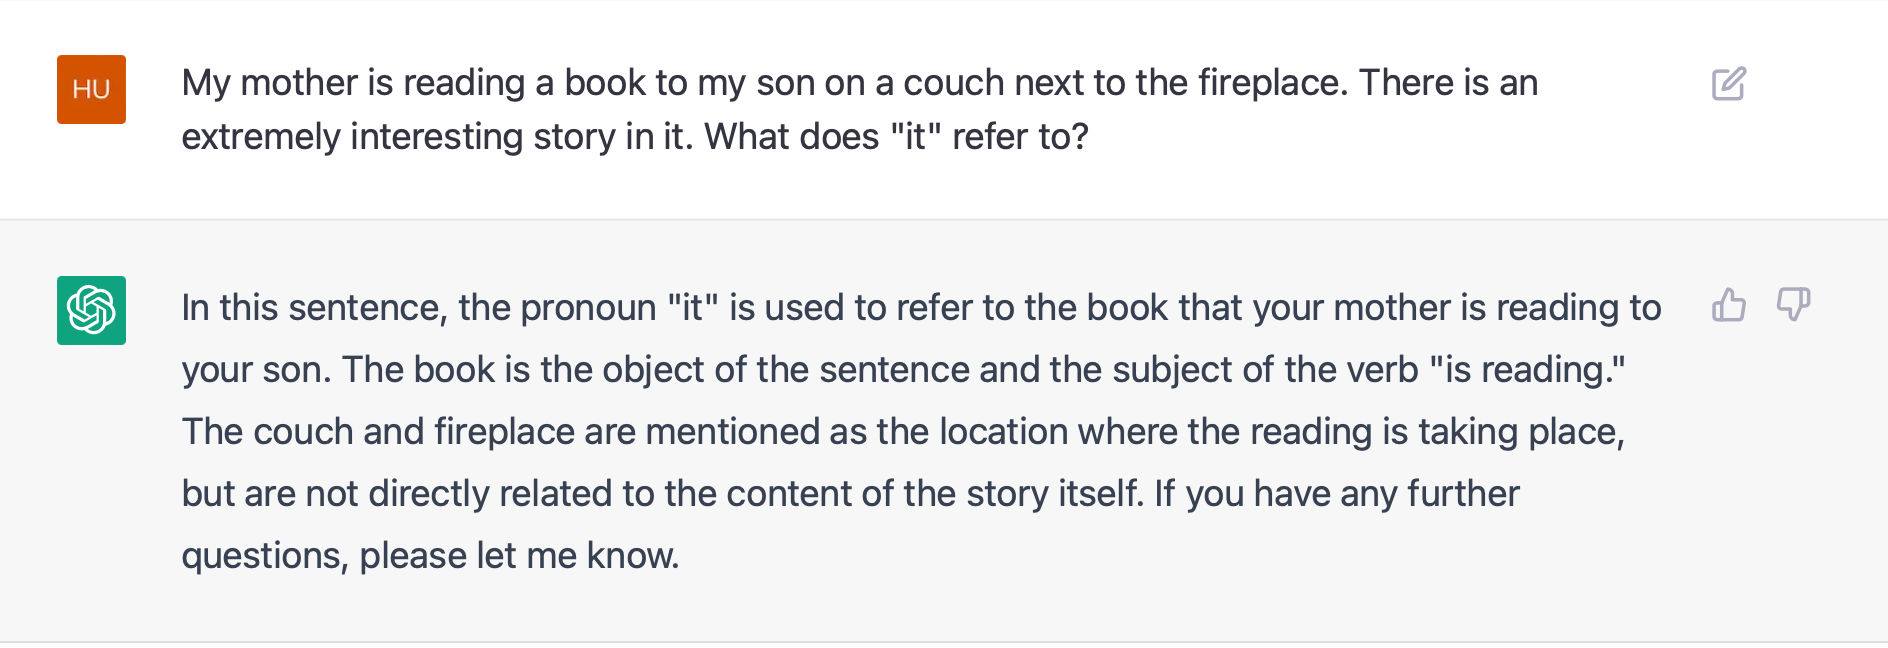 HU
My mother is reading a book to my son on a couch next to the fireplace. There is an
extremely interesting story in it. What does "it" refer to?
In this sentence, the pronoun "it" is used to refer to the book that your mother is reading to
your son. The book is the object of the sentence and the subject of the verb "is reading."
The couch and fireplace are mentioned as the location where the reading is taking place,
but are not directly related to the content of the story itself. If you have any further
questions, please let me know.